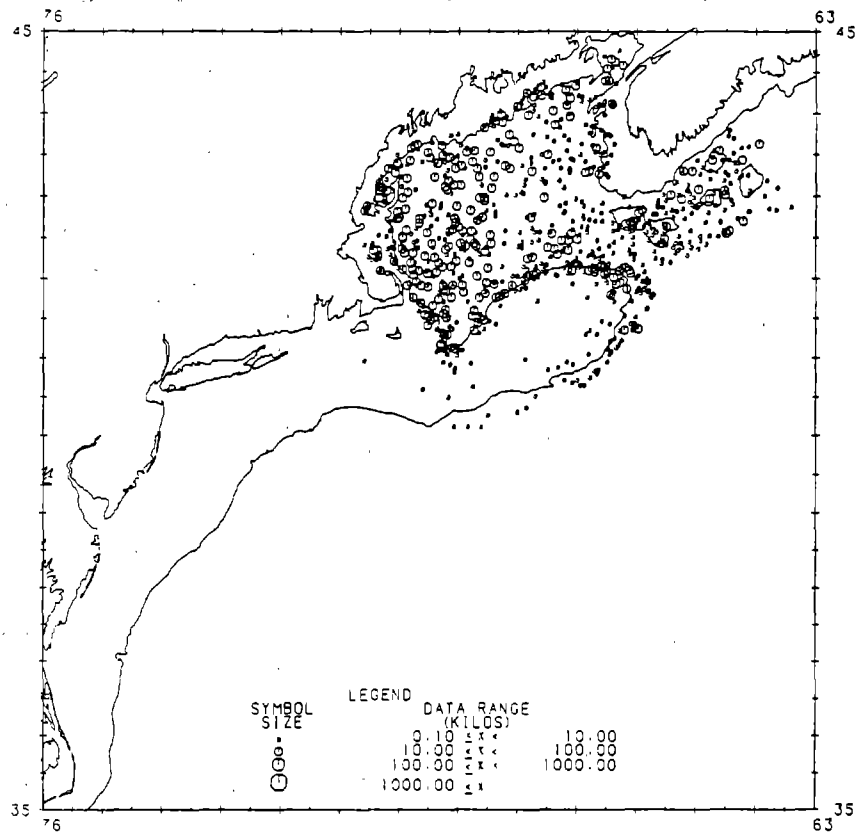 76 63
45 45
LEGEND
SYMBOL DATA RANGE
SIZE (KILOS)
0.10 ≤ X < 10.00
10.00 ≤ X < 100.00
100.00 ≤ X < 1000.00
1000.00 ≤ X
35 35
76 63